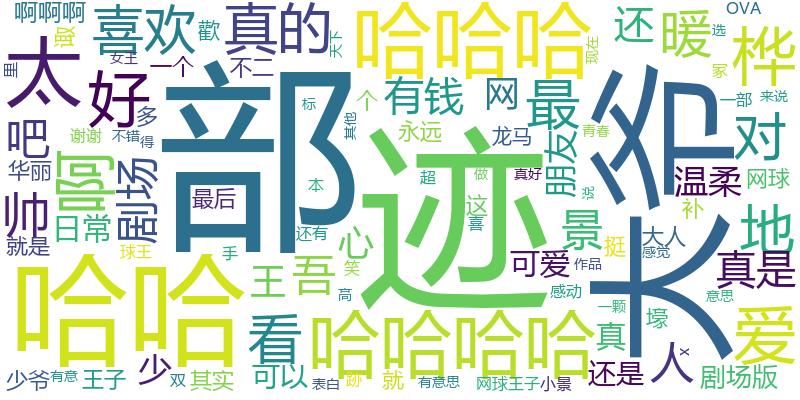 啊啊啊
喜欢
歡
真的
哈哈哈
还
暖
OVA
选
桦
太
一个
女王
不二
天下
现在
里
好
多
部
标
个
有钱
网
最
冢
一部
来说
吧
谢谢
不错
得
其他
永远
龙马
朋友
青春
爷
对
华丽
啊
剧场
最后
本
迹
超
做
真好
说
温柔
网球
帅
日常
还有
这
喜
景
补
地
就是
球王
手
心
吾
可爱
作品
挺
大
大人
感觉
真是
哈哈
王
笑
高
感动
一颗
意思
少
看
哈哈哈哈
真
壕
爱
少爷
有意
王子
双
其实
可以
表白
跡
就
有意思
网球王子
小景
还是
人
x
剧场版